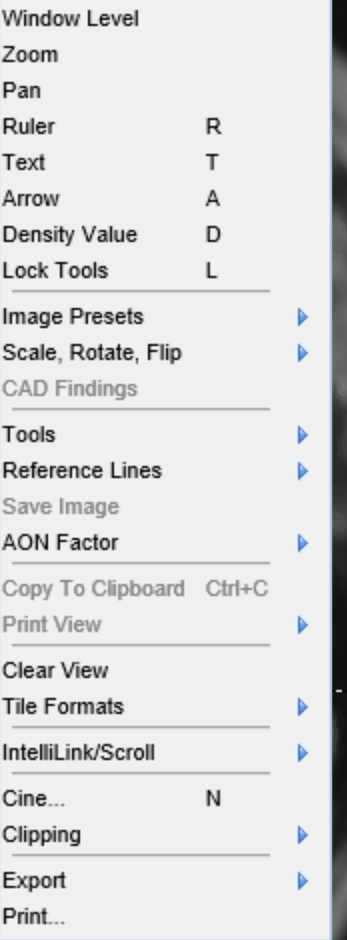 Window Level
Zoom
Pan
Ruler R
Text T
Arrow A
Density Value D
Lock Tools L
Image Presets
Scale, Rotate, Flip
CAD Findings
Tools
Reference Lines
Save Image
AON Factor
Copy To Clipboard Ctrl+C
Print View
Clear View
Tile Formats
IntelliLink/Scroll
Cine... N
Clipping
Export
Print...